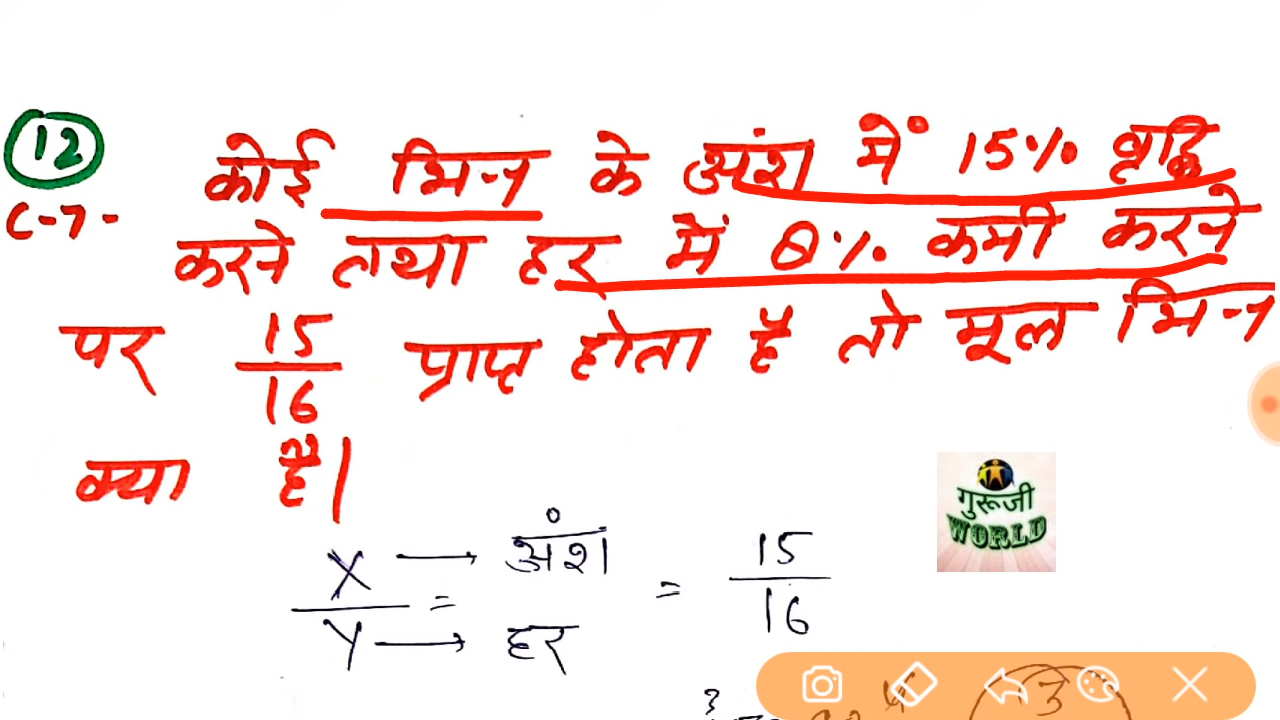 12
C-7-
कोई भिन्न के अंश में 15% वृद्धि
करने तथा हर में 8% कमी करने
पर 15/16 प्राप्त होता है तो मूल भिन्न
क्या है|
X → अंश
Y → हर
= = 15/16
गुरूजी
WORLD